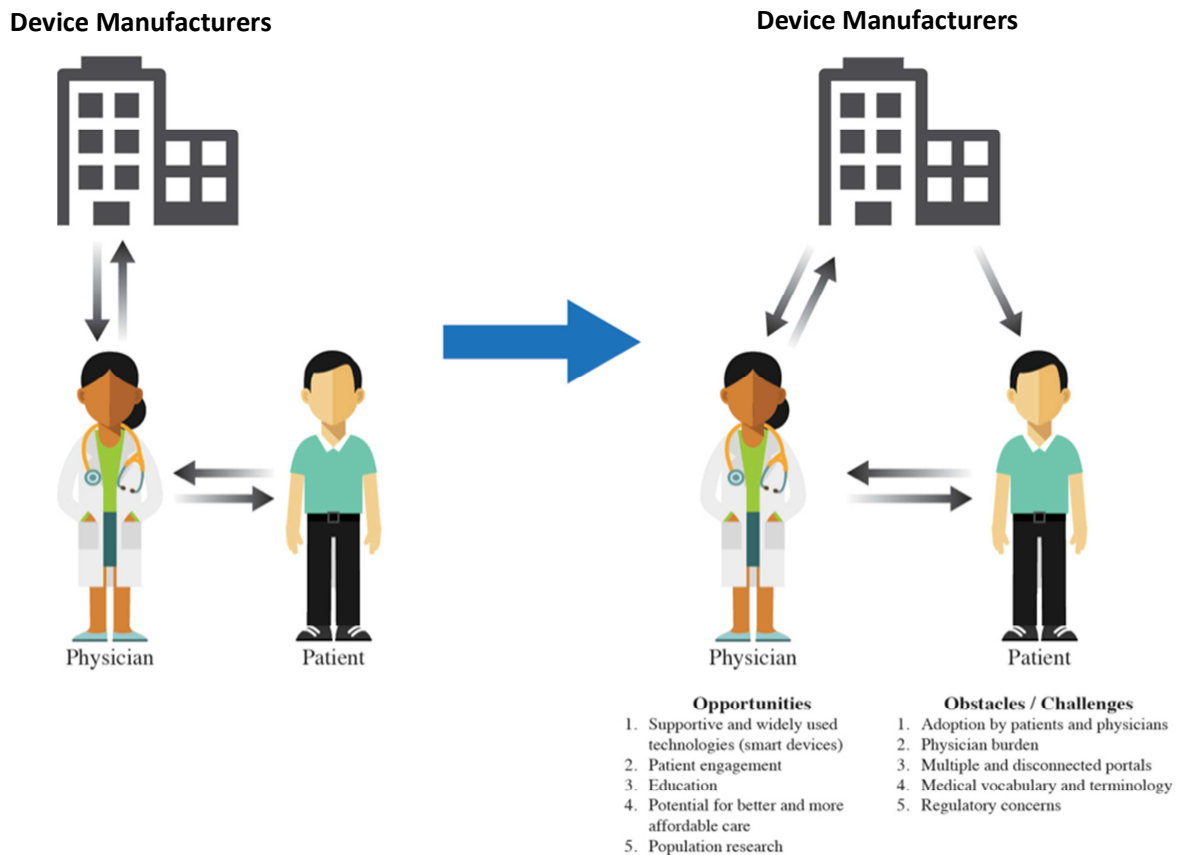 Device Manufacturers
Device Manufacturers
Physician
Patient
Physician
Patient
Opportunities
1. Supportive and widely used
technologies (smart devices)
2. Patient engagement
3. Education
4. Potential for better and more
affordable care
5. Population research
Obstacles / Challenges
1. Adoption by patients and physicians
2. Physician burden
3. Multiple and disconnected portals
4. Medical vocabulary and terminology
5. Regulatory concerns